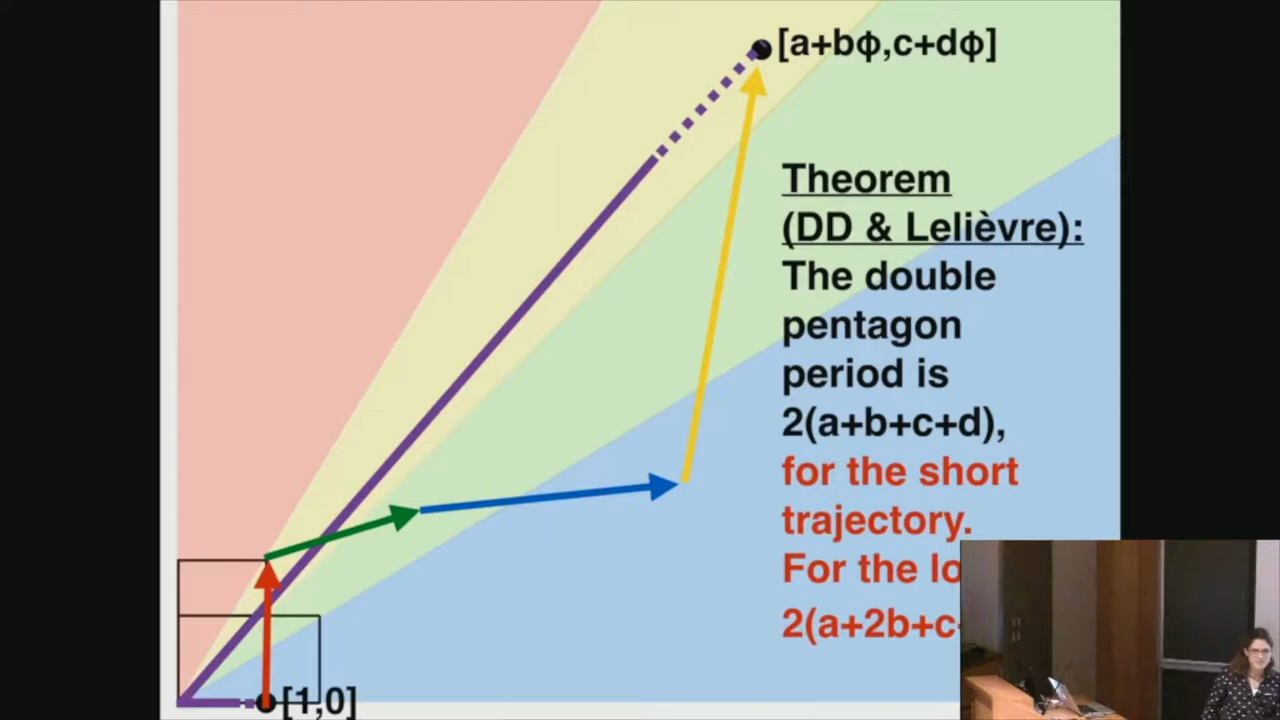 [a+bϕ,c+dϕ]
Theorem
(DD & Lelièvre):
The double
pentagon
period is
2(a+b+c+d),
for the short
trajectory.
For the
2(a+2b+c
[1,0]